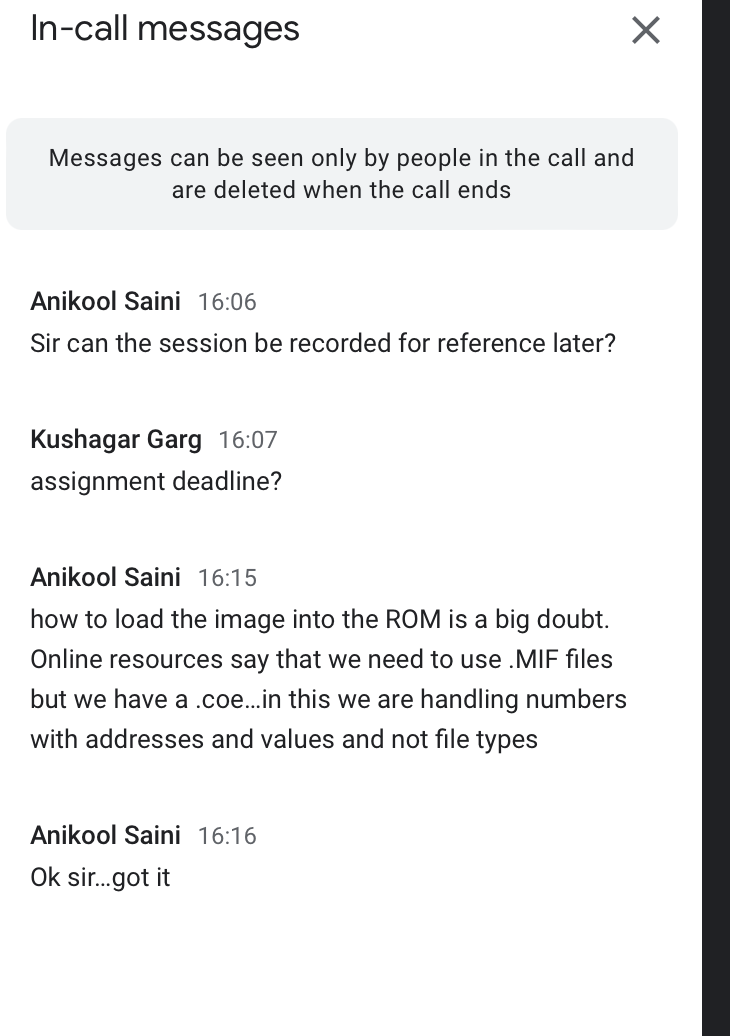 In-call messages
Messages can be seen only by people in the call and
are deleted when the call ends
Anikool Saini 16:06
Sir can the session be recorded for reference later?
Kushagar Garg 16:07
assignment deadline?
Anikool Saini 16:15
how to load the image into the ROM is a big doubt.
Online resources say that we need to use .MIF files
but we have a .coe...in this we are handling numbers
with addresses and values and not file types
Anikool Saini 16:16
Ok sir...got it